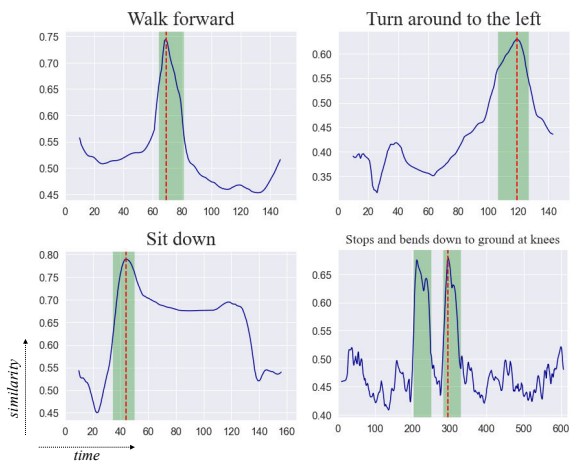 Walk forward
0.75
0.70
0.65
0.60
0.55
0.50
0.45
0 20 40 60 80 100 120 140
Turn around to the left
0.60
0.55
0.50
0.45
0.40
0.35
0 20 40 60 80 100 120 140
Sit down
0.80
0.75
0.70
0.65
0.60
0.55
0.50
0.45
0 20 40 60 80 100 120 140 160
Stops and bends down to ground at knees
0.65
0.60
0.55
0.50
0.45
0.40
0 100 200 300 400 500 600
similarity
time